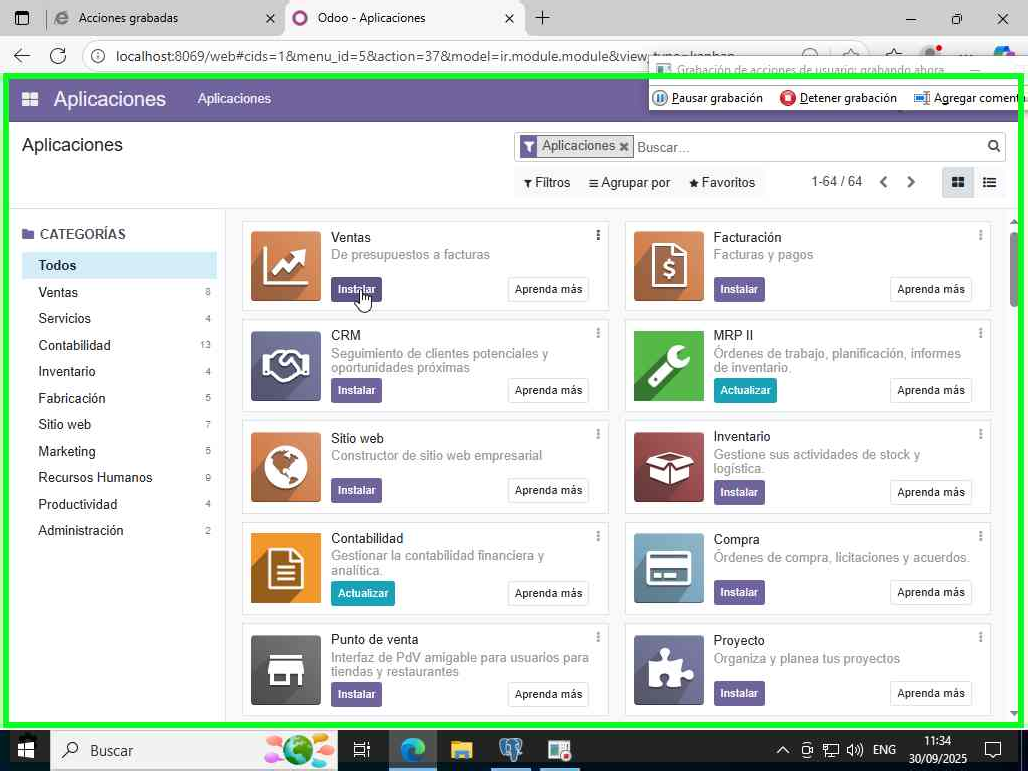 Acciones grabadas
Odoo - Aplicaciones
localhost:8069/web#cids=1&menu_id=5&action=37&model=ir.module.module&view_type=kanban
Grabación de acciones de usuario: grabando ahora
Pausar grabación
Detener grabación
Agregar coment
Aplicaciones
Aplicaciones
Aplicaciones
Aplicaciones
Buscar...
Filtros
Agrupar por
Favoritos
1-64 / 64
CATEGORÍAS
Todos
Ventas 8
Servicios 4
Contabilidad 13
Inventario 4
Fabricación 5
Sitio web 7
Marketing 5
Recursos Humanos 9
Productividad 4
Administración 2
Ventas
De presupuestos a facturas
Instalar
Aprenda más
Facturación
Facturas y pagos
Instalar
Aprenda más
CRM
Seguimiento de clientes potenciales y
oportunidades próximas
Instalar
Aprenda más
MRP II
Órdenes de trabajo, planificación, informes
de inventario.
Actualizar
Aprenda más
Sitio web
Constructor de sitio web empresarial
Instalar
Aprenda más
Inventario
Gestione sus actividades de stock y
logística.
Instalar
Aprenda más
Contabilidad
Gestionar la contabilidad financiera y
analítica.
Actualizar
Aprenda más
Compra
Órdenes de compra, licitaciones y acuerdos.
Instalar
Aprenda más
Punto de venta
Interfaz de PdV amigable para usuarios para
tiendas y restaurantes
Instalar
Aprenda más
Proyecto
Organiza y planea tus proyectos
Instalar
Aprenda más
Buscar
ENG
11:34
30/09/2025